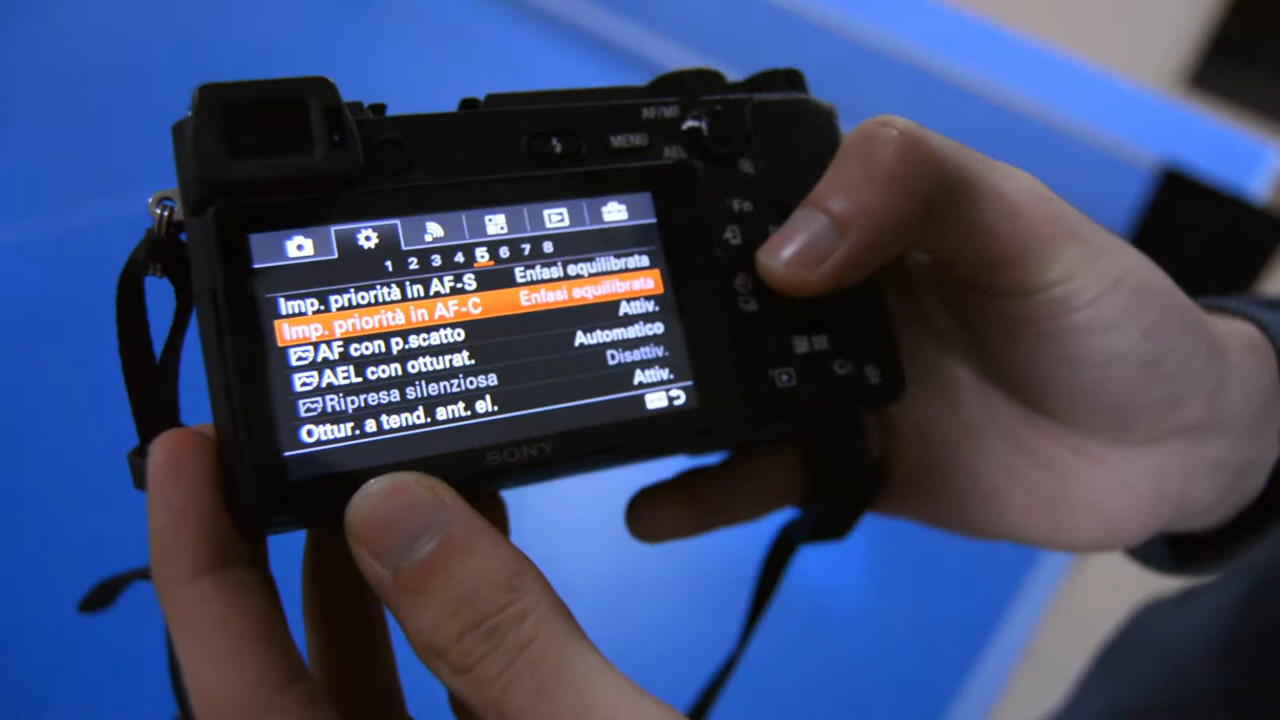 AF/MF
MENU
AEL
Fn
1 2 3 4 5 6 7 8
Imp. priorità in AF-S Enfasi equilibrata
Imp. priorità in AF-C Enfasi equilibrata
AF con p.scatto Attiv.
AEL con otturat. Automatico
Ripresa silenziosa Disattiv.
Ottur. a tend. ant. el. Attiv.
SONY